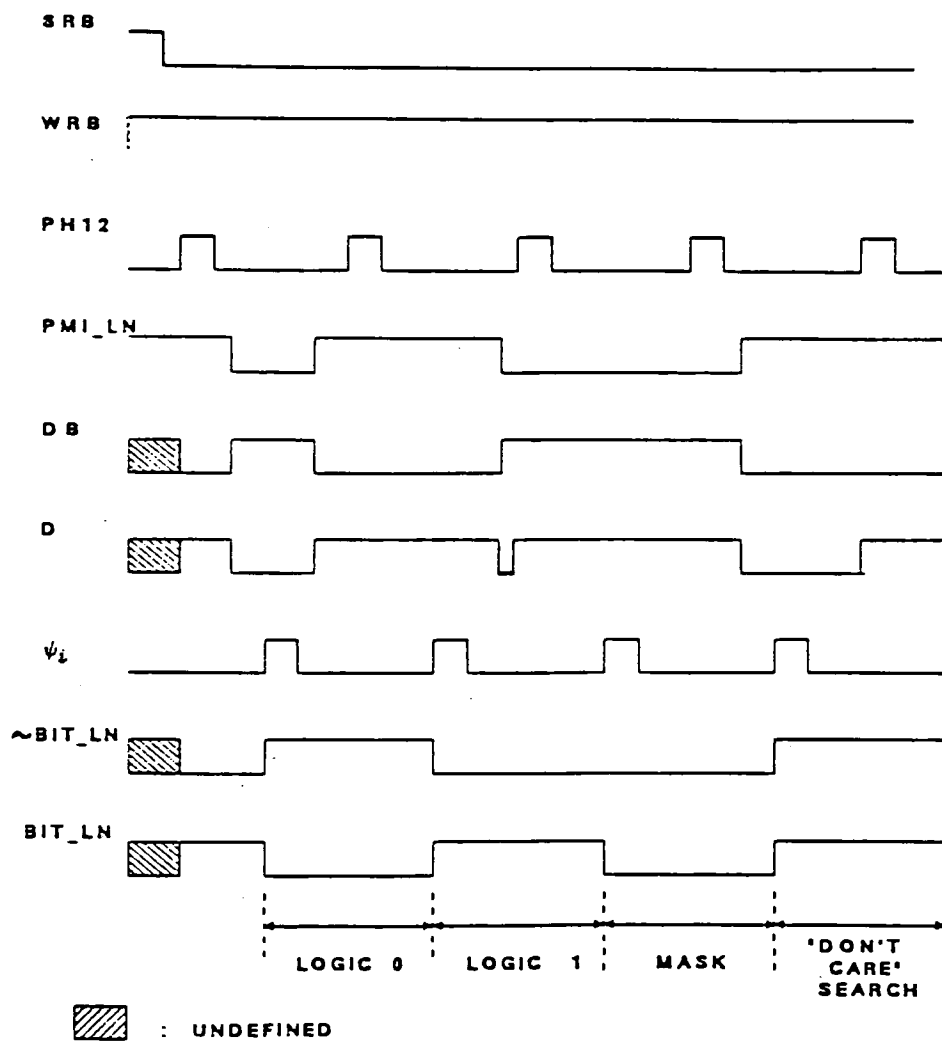 SRB
WRB
PH12
PMI_LN
DB
D
ψi
~BIT_LN
BIT_LN
LOGIC 0
LOGIC 1
MASK
"DON'T
CARE"
SEARCH
: UNDEFINED